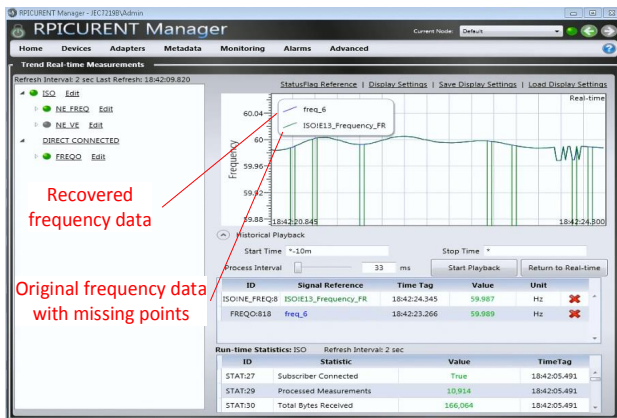 RPICURENT Manager - JECT2198\Admin
RPICURENT Manager
Current Node: Default
Home Devices Adapters Metadata Monitoring Alarms Advanced
Trend Real-time Measurements
Refresh Interval: 2 sec Last Refresh: 18:42:09.820
StatusFlag Reference | Display Settings | Save Display Settings | Load Display Settings
ISO Edit
NE_FREQ Edit
NE_VE Edit
DIRECT CONNECTED
FREQO Edit
Real-time
freq_6
ISO!E13_Frequency_FR
Frequency
60.04
60
59.96
59.92
59.88
18:42:20.845
18:42:24.300
Recovered
frequency data
Original frequency data
with missing points
Historical Playback
Start Time *-10m Stop Time *
Process Interval 33 ms Start Playback Return to Real-time
ID Signal Reference Time Tag Value Unit
ISO!NE_FREQ:8 ISO!E13_Frequency_FR 18:42:24.345 59.987 Hz
FREQO:818 freq_6 18:42:23.266 59.989 Hz
Run-time Statistics: ISO Refresh Interval: 2 sec
ID Statistic Value TimeTag
STAT:27 Subscriber Connected True 18:42:05.491
STAT:29 Processed Measurements 10,914 18:42:05.491
STAT:30 Total Bytes Received 166,064 18:42:05.491